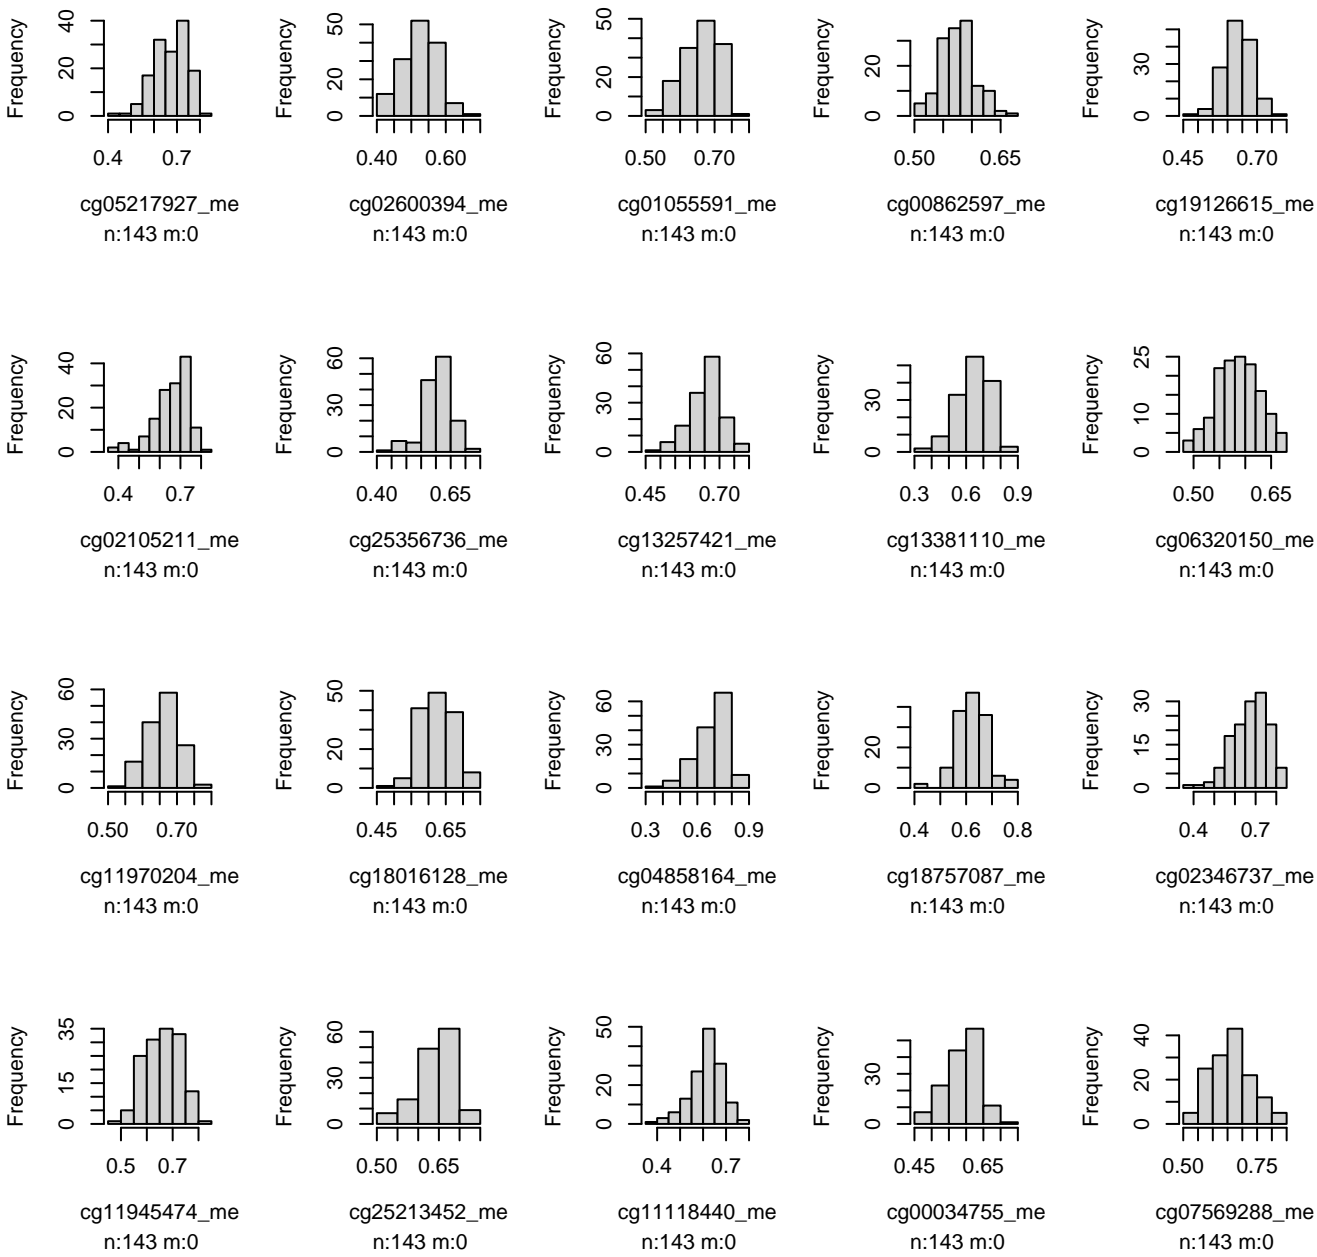 Frequency
0 20 40
0.4 0.7
cg05217927_me
n:143 m:0
Frequency
0 20 50
0.40 0.60
cg02600394_me
n:143 m:0
Frequency
0 20 50
0.50 0.70
cg01055591_me
n:143 m:0
Frequency
0 20
0.50 0.65
cg00862597_me
n:143 m:0
Frequency
0 30
0.45 0.70
cg19126615_me
n:143 m:0
Frequency
0 20 40
0.4 0.7
cg02105211_me
n:143 m:0
Frequency
0 30 60
0.40 0.65
cg25356736_me
n:143 m:0
Frequency
0 30 60
0.45 0.70
cg13257421_me
n:143 m:0
Frequency
0 30
0.3 0.6 0.9
cg13381110_me
n:143 m:0
Frequency
0 10 25
0.50 0.65
cg06320150_me
n:143 m:0
Frequency
0 30 60
0.50 0.70
cg11970204_me
n:143 m:0
Frequency
0 20 50
0.45 0.65
cg18016128_me
n:143 m:0
Frequency
0 30 60
0.3 0.6 0.9
cg04858164_me
n:143 m:0
Frequency
0 20
0.4 0.6 0.8
cg18757087_me
n:143 m:0
Frequency
0 15 30
0.4 0.7
cg02346737_me
n:143 m:0
Frequency
0 15 35
0.5 0.7
cg11945474_me
n:143 m:0
Frequency
0 30 60
0.50 0.65
cg25213452_me
n:143 m:0
Frequency
0 20 50
0.4 0.7
cg11118440_me
n:143 m:0
Frequency
0 30
0.45 0.65
cg00034755_me
n:143 m:0
Frequency
0 20 40
0.50 0.75
cg07569288_me
n:143 m:0